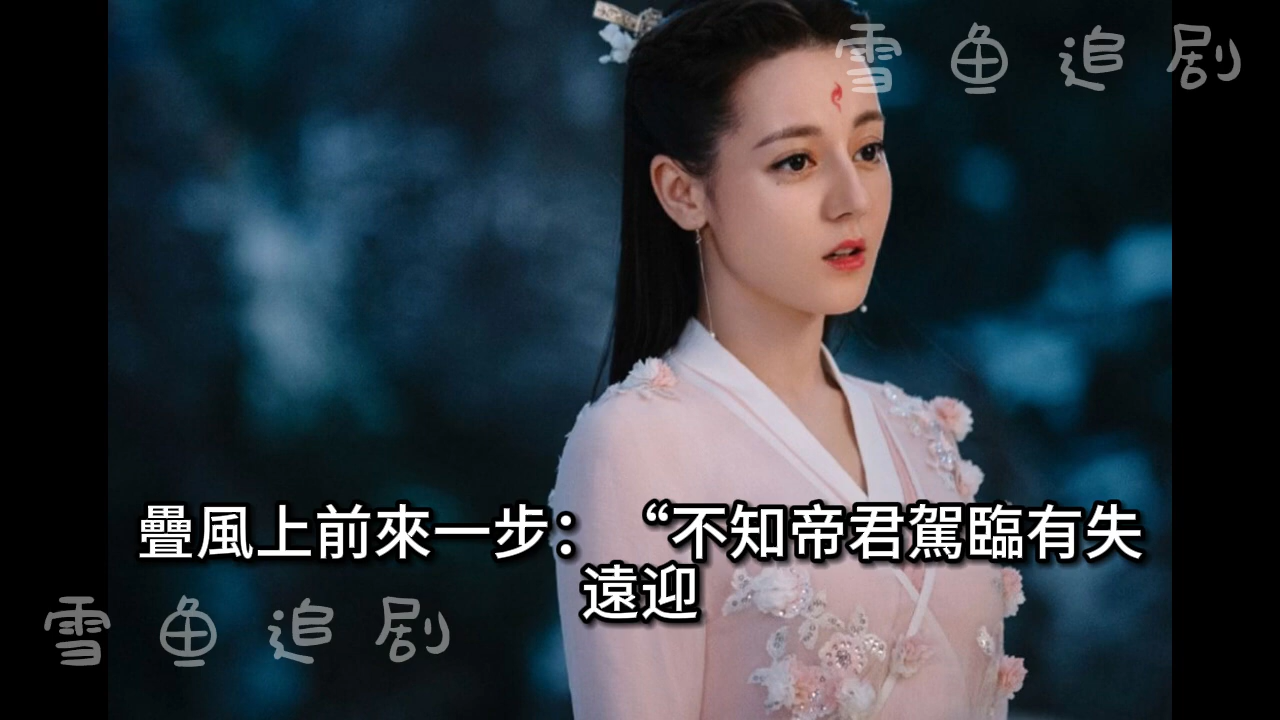 雪鱼追剧
疊風上前來一步：“不知帝君駕臨有失
遠迎
雪鱼追剧